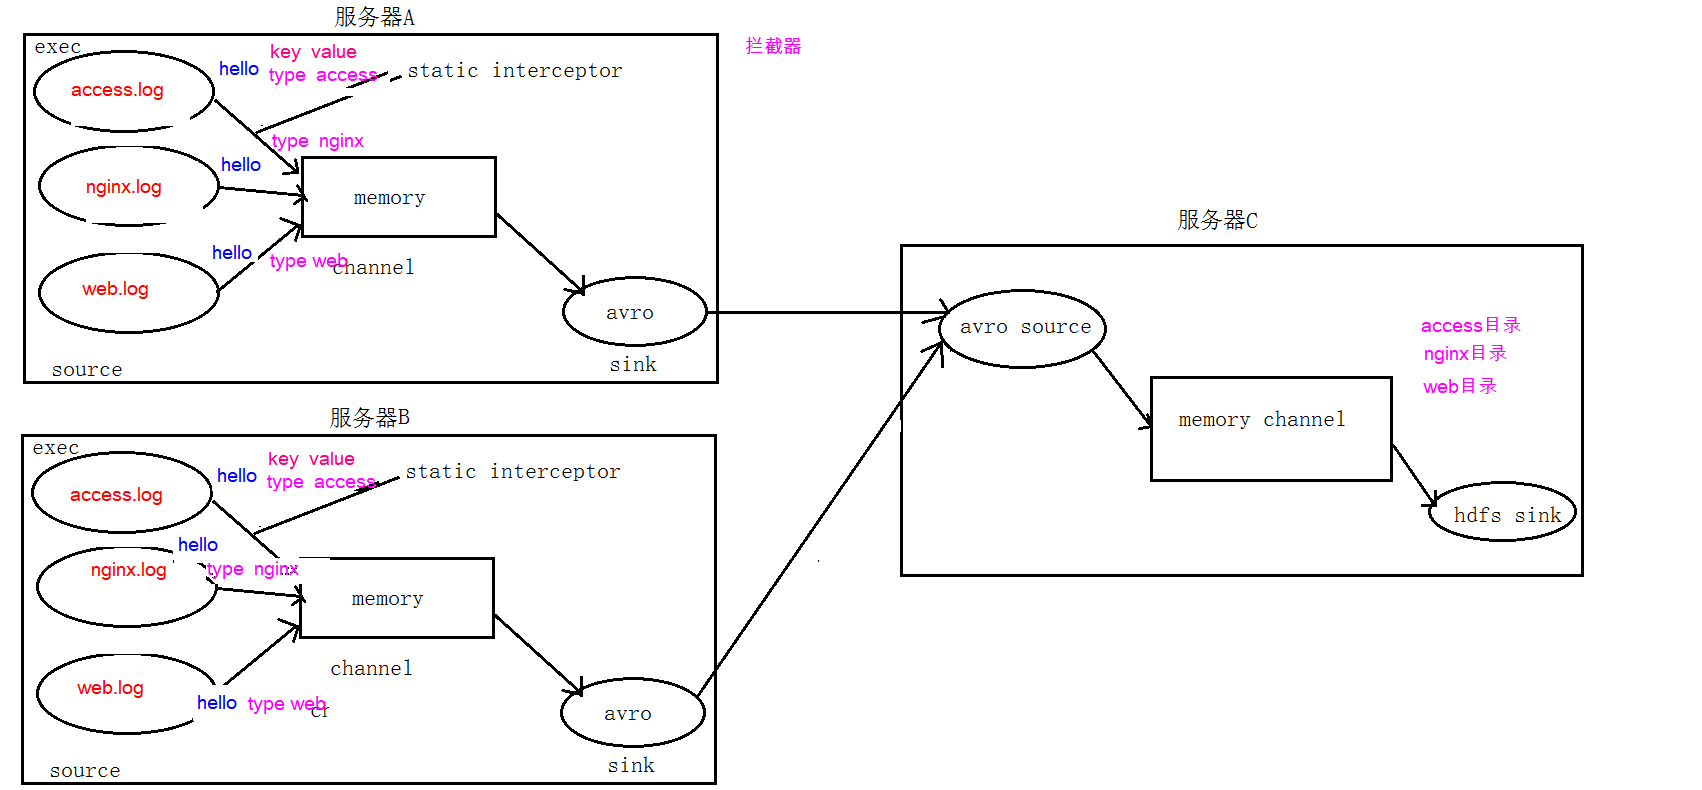 服务器A
拦截器
exec
key value
hello
type access
static interceptor
access.log
type nginx
hello
nginx.log
memory
hello
type web
channel
web.log
avro
source
sink
服务器B
exec
key value
hello
type access
static interceptor
access.log
hello
nginx.log
type nginx
memory
channel
web.log
hello
type web
avro
source
sink
服务器C
avro source
access目录
nginx目录
web目录
memory channel
hdfs sink